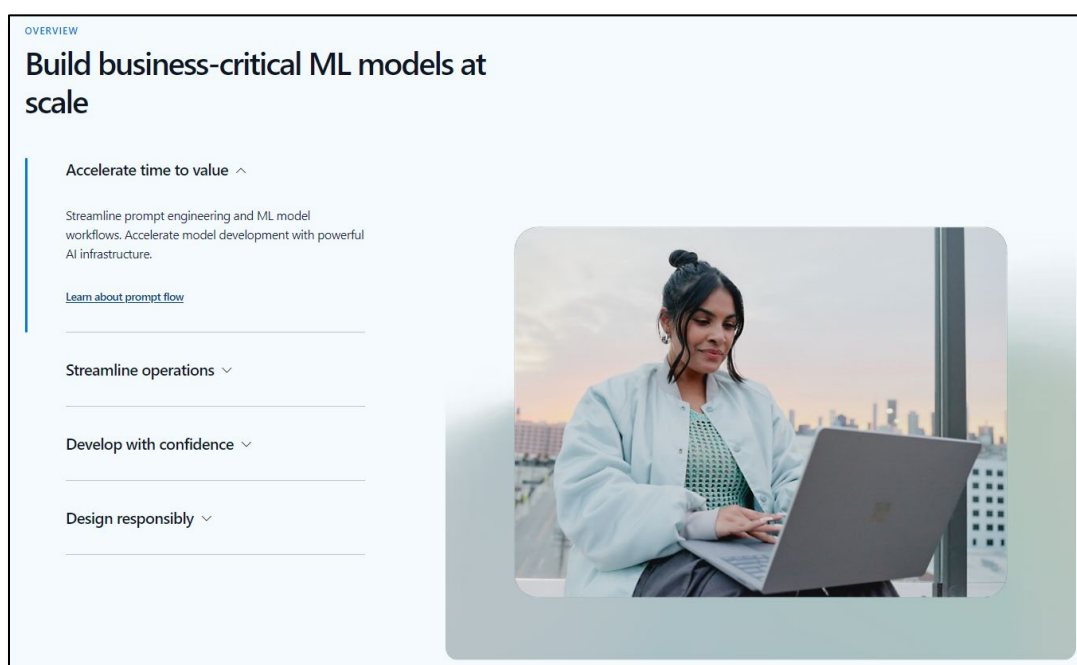 OVERVIEW
Build business-critical ML models at
scale
Accelerate time to value
Streamline prompt engineering and ML model
workflows. Accelerate model development with powerful
AI infrastructure.
Learn about prompt flow
Streamline operations
Develop with confidence
Design responsibly